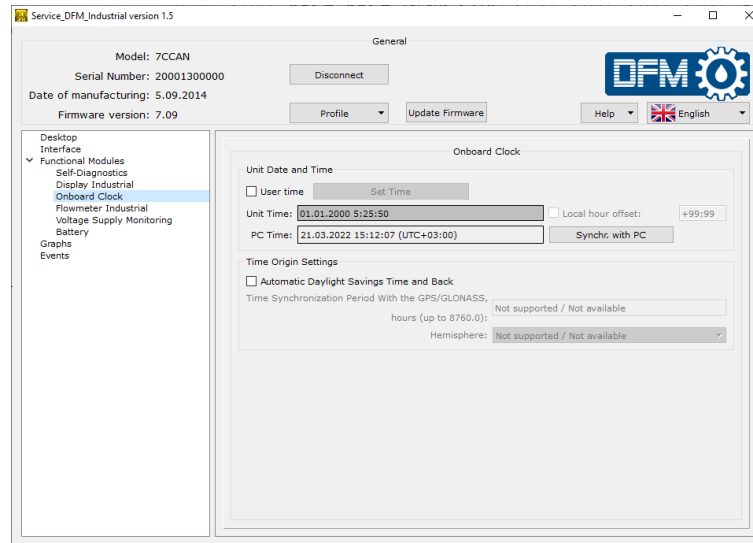 Service_DFM_Industrial version 1.5
General
Model: 7CCAN
Serial Number: 20001300000
Date of manufacturing: 5.09.2014
Firmware version: 7.09
Disconnect
Profile
Update Firmware
DFM
Help
English
Desktop
Interface
Functional Modules
Self-Diagnostics
Display Industrial
Onboard Clock
Flowmeter Industrial
Voltage Supply Monitoring
Battery
Graphs
Events
Onboard Clock
Unit Date and Time
User time
Set Time
Unit Time: 01.01.2000 5:25:50
Local hour offset: +99:99
PC Time: 21.03.2022 15:12:07 (UTC+03:00)
Synchr. with PC
Time Origin Settings
Automatic Daylight Savings Time and Back
Time Synchronization Period With the GPS/GLONASS,
hours (up to 8760.0): Not supported / Not available
Hemisphere: Not supported / Not available